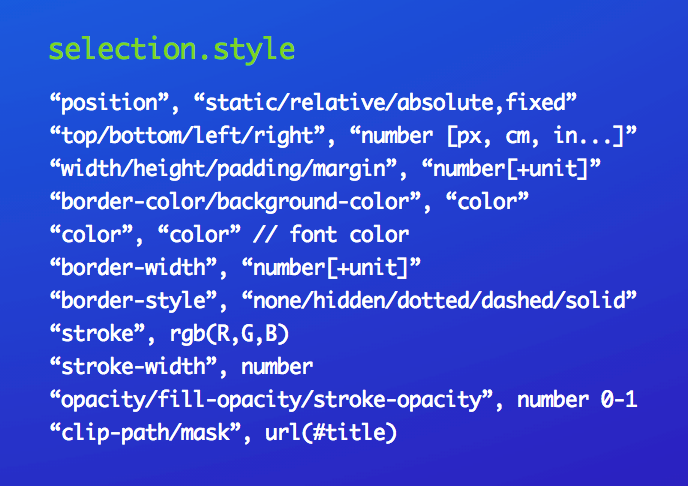 selection.style
“position”, “static/relative/absolute,fixed”
“top/bottom/left/right”, “number [px, cm, in...]”
“width/height/padding/margin”, “number[+unit]”
“border-color/background-color”, “color”
“color”, “color” // font color
“border-width”, “number[+unit]”
“border-style”, “none/hidden/dotted/dashed/solid”
“stroke”, rgb(R,G,B)
“stroke-width”, number
“opacity/fill-opacity/stroke-opacity”, number 0-1
“clip-path/mask”, url(#title)